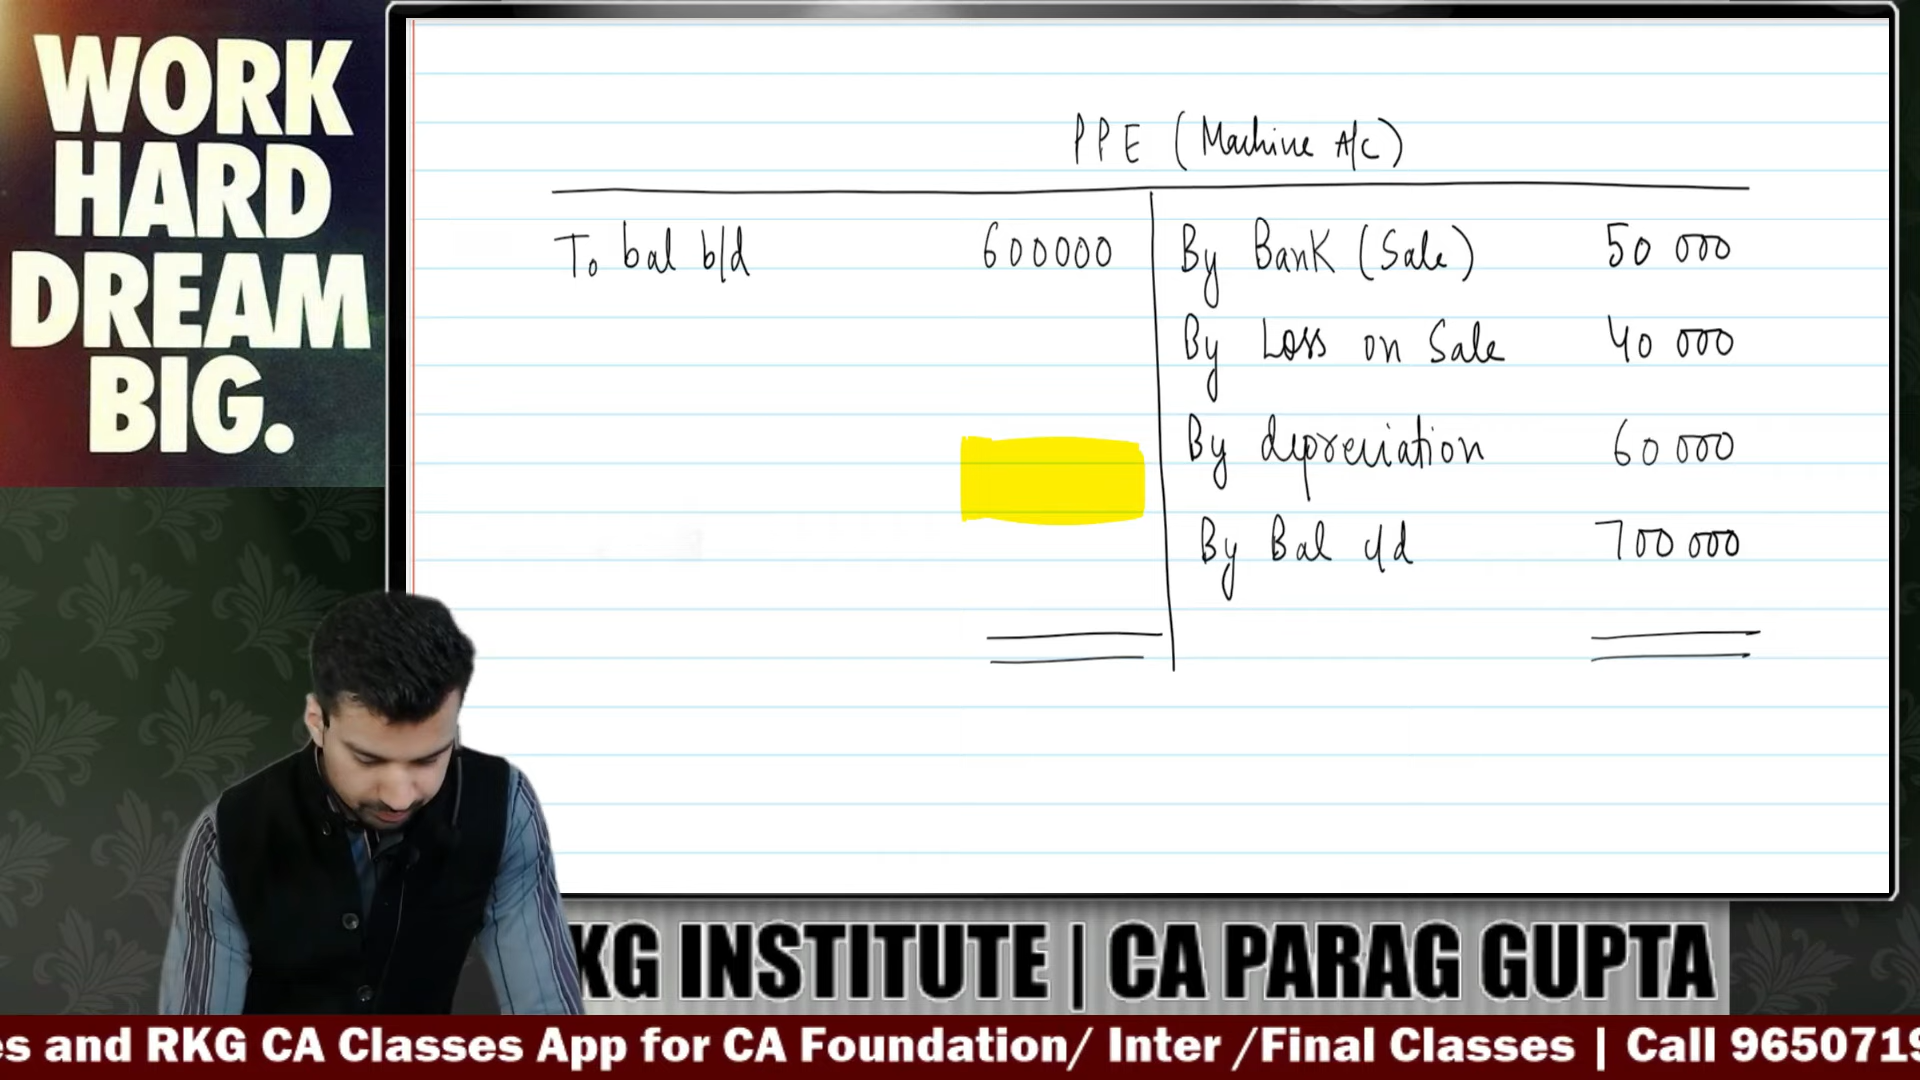 WORK
HARD
DREAM
BIG.
PPE (Machine A/C)
To bal b/d 600000
By Bank (Sale) 50 000
By Loss on Sale 40 000
By depreciation 60 000
By Bal c/d 700 000
KG INSTITUTE | CA PARAG GUPTA
es and RKG CA Classes App for CA Foundation/ Inter /Final Classes | Call 9650719